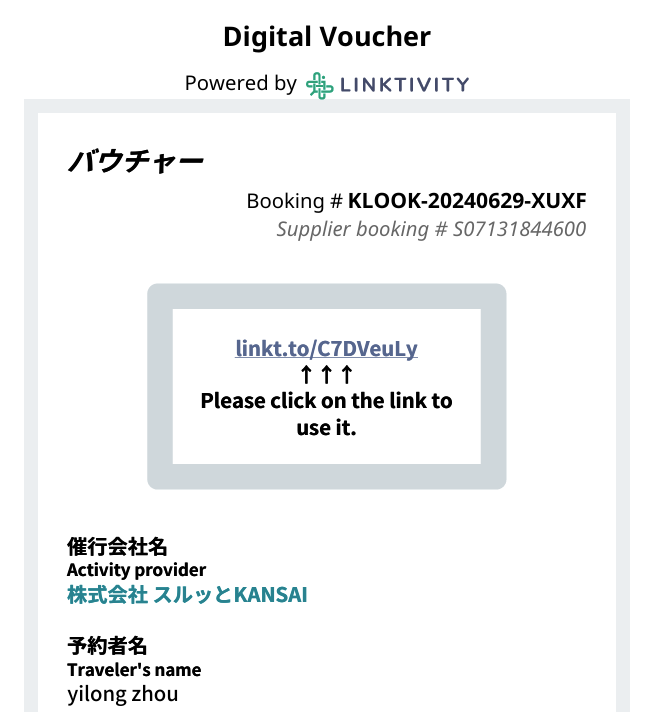 Digital Voucher
Powered by LINKTIVITY
バウチャー
Booking # KLOOK-20240629-XUXF
Supplier booking # S07131844600
linkt.to/C7DVeuLy
↑ ↑ ↑
Please click on the link to
use it.
催行会社名
Activity provider
株式会社 スルッとKANSAI
予約者名
Traveler's name
yilong zhou